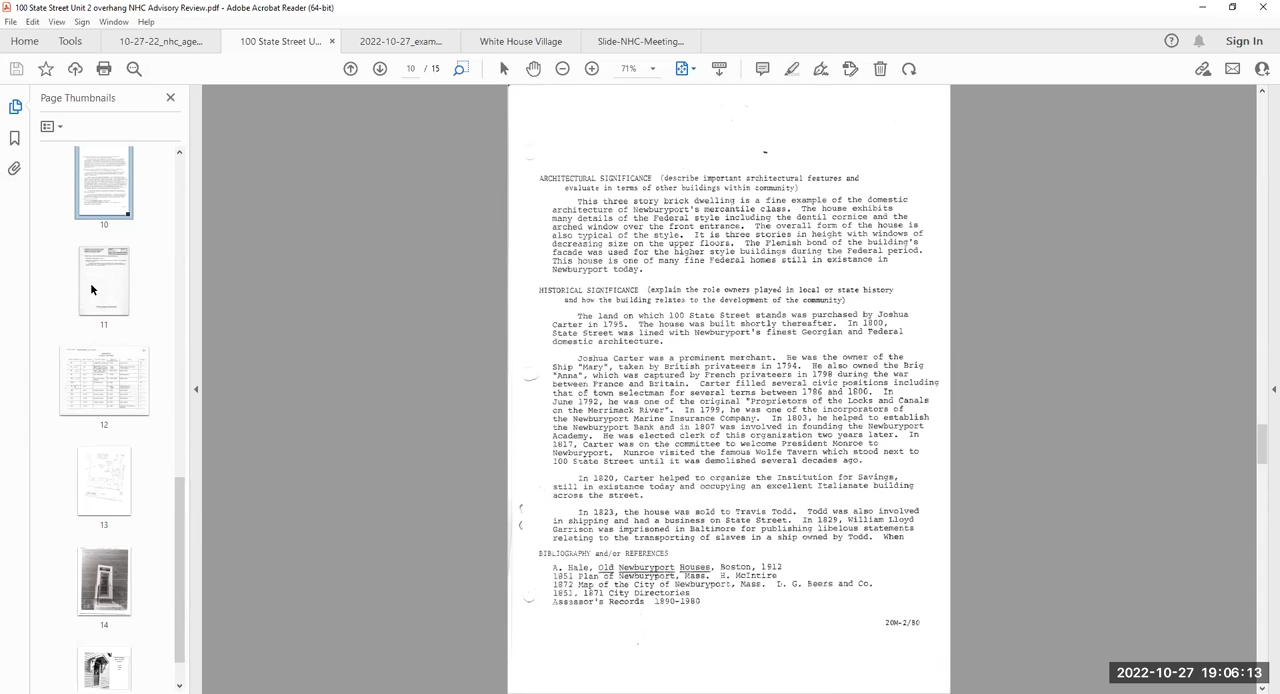 100 State Street Unit 2 overhang NHC Advisory Review.pdf - Adobe Acrobat Reader (64-bit)
File Edit View Sign Window Help
Home Tools 10-27-22_nhc_age... 100 State Street U... × 2022-10-27_exam... White House Village Slide-NHC-Meeting... Sign In
10 / 15 71%
Page Thumbnails
10
11
12
13
14
ARCHITECTURAL SIGNIFICANCE (describe important architectural features and
evaluate in terms of other buildings within community)
This three story brick dwelling is a fine example of the domestic
architecture of Newburyport's mercantile class. The house exhibits
many details of the Federal style including the dentil cornice and the
arched window over the front entrance. The overall form of the house is
also typical of the style. It is three stories in height with windows of
decreasing size on the upper floors. The Flemish bond of the building's
facade was used for the higher style buildings during the Federal period.
This house is one of many fine Federal homes still in existance in
Newburyport today.
HISTORICAL SIGNIFICANCE (explain the role owners played in local or state history
and how the building relates to the development of the community)
The land on which 100 State Street stands was purchased by Joshua
Carter in 1795. The house was built shortly thereafter. In 1800,
State Street was lined with Newburyport's finest Georgian and Federal
domestic architecture.
Joshua Carter was a prominent merchant. He was the owner of the
Ship "Mary", taken by British privateers in 1794. He also owned the Brig
"Anna", which was captured by French privateers in 1798 during the war
between France and Britain. Carter filled several civic positions including
that of town selectman for several terms between 1786 and 1800. In
June 1792, he was one of the original "Proprietors of the Locks and Canals
on the Merrimack River". In 1799, he was one of the incorporators of
the Newburyport Marine Insurance Company. In 1803, he helped to establish
the Newburyport Bank and in 1807 was involved in founding the Newburyport
Academy. He was elected clerk of this organization two years later. In
1817, Carter was on the committee to welcome President Monroe to
Newburyport. Munroe visited the famous Wolfe Tavern which stood next to
100 State Street until it was demolished several decades ago.
In 1820, Carter helped to organize the Institution for Savings,
still in existance today and occupying an excellent Italianate building
across the street.
In 1823, the house was sold to Travis Todd. Todd was also involved
in shipping and had a business on State Street. In 1829, William Lloyd
Garrison was imprisoned in Baltimore for publishing libelous statements
relating to the transporting of slaves in a ship owned by Todd. When
BIBLIOGRAPHY and/or REFERENCES
A. Hale, Old Newburyport Houses, Boston, 1912
1851 Plan of Newburyport, Mass. H. McIntire
1872 Map of the City of Newburyport, Mass. D. G. Beers and Co.
1851, 1871 City Directories
Assessor's Records 1890-1980
20M-2/80
2022-10-27 19:06:13